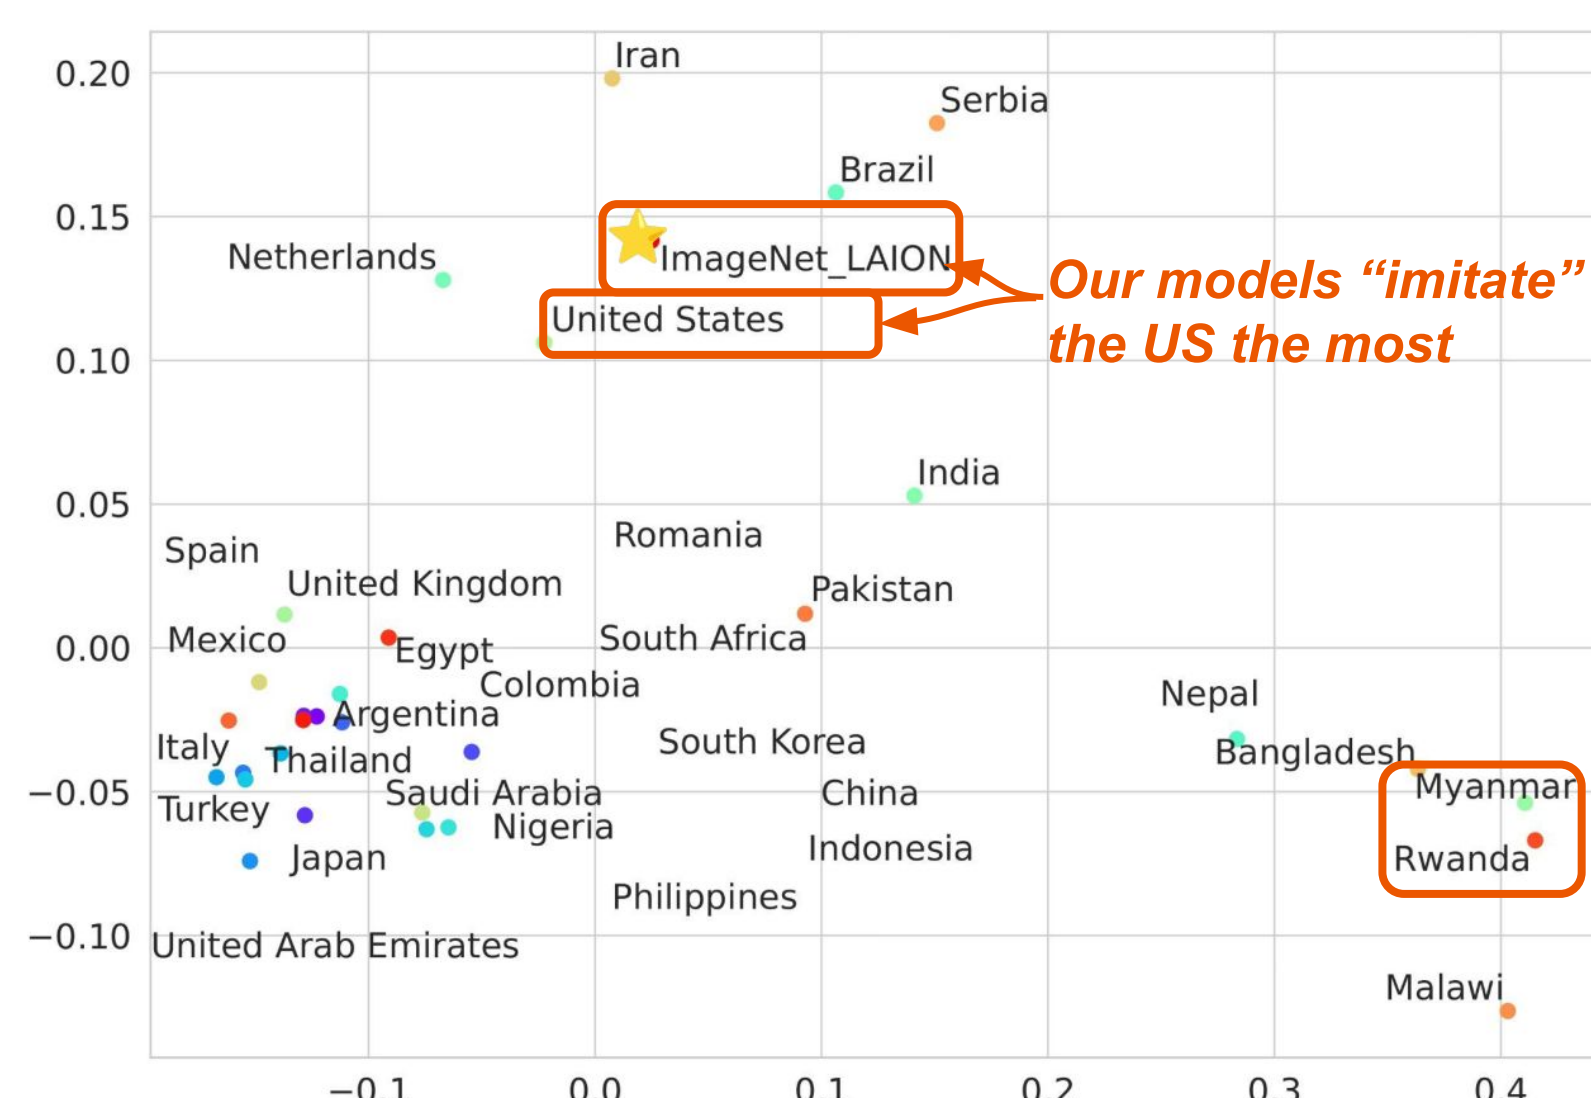 0.20
Iran
Serbia
Brazil
0.15
Netherlands
ImageNet_LAION
Our models “imitate”
the US the most
United States
0.10
India
0.05
Romania
Spain
United Kingdom
Pakistan
Mexico
0.00
Egypt
South Africa
Colombia
Nepal
Argentina
Italy
Thailand
South Korea
Bangladesh
−0.05
Saudi Arabia
China
Myanmar
Turkey
Nigeria
Japan
Indonesia
Rwanda
Philippines
−0.10
United Arab Emirates
Malawi
−0.1 0.0 0.1 0.2 0.3 0.4